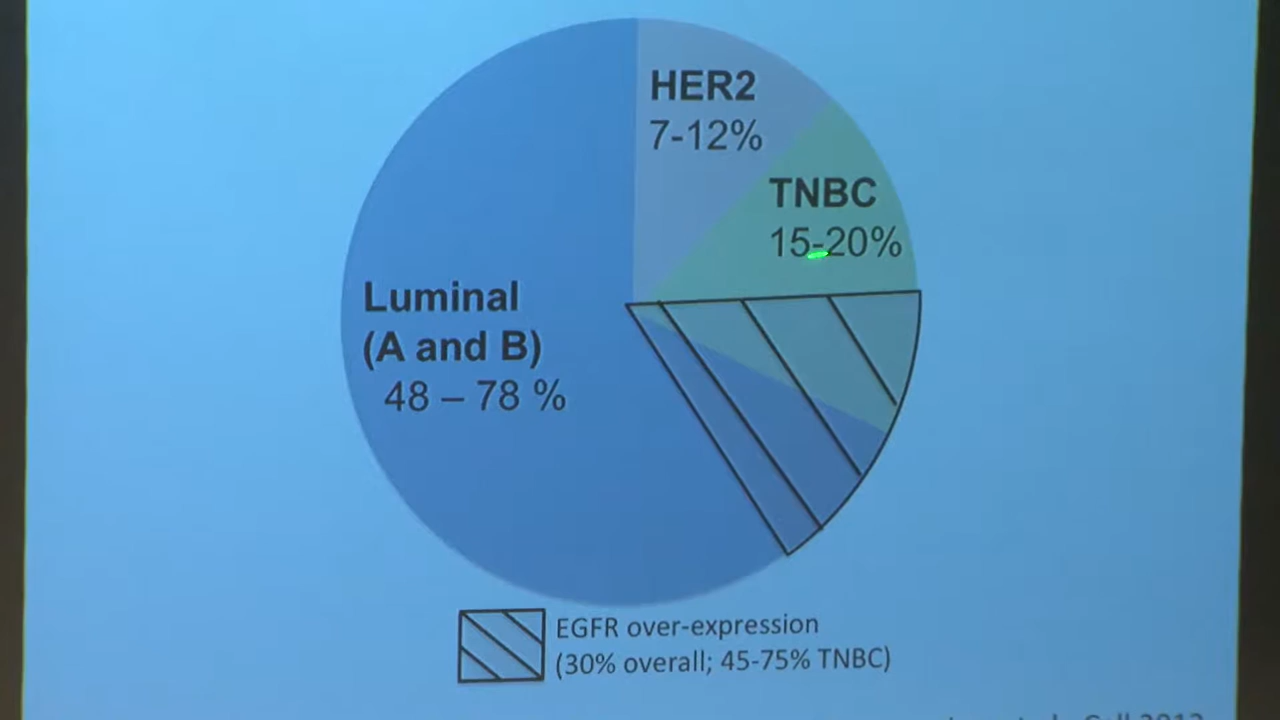 HER2
7-12%
TNBC
15-20%
Luminal
(A and B)
48 – 78 %
EGFR over-expression
(30% overall; 45-75% TNBC)